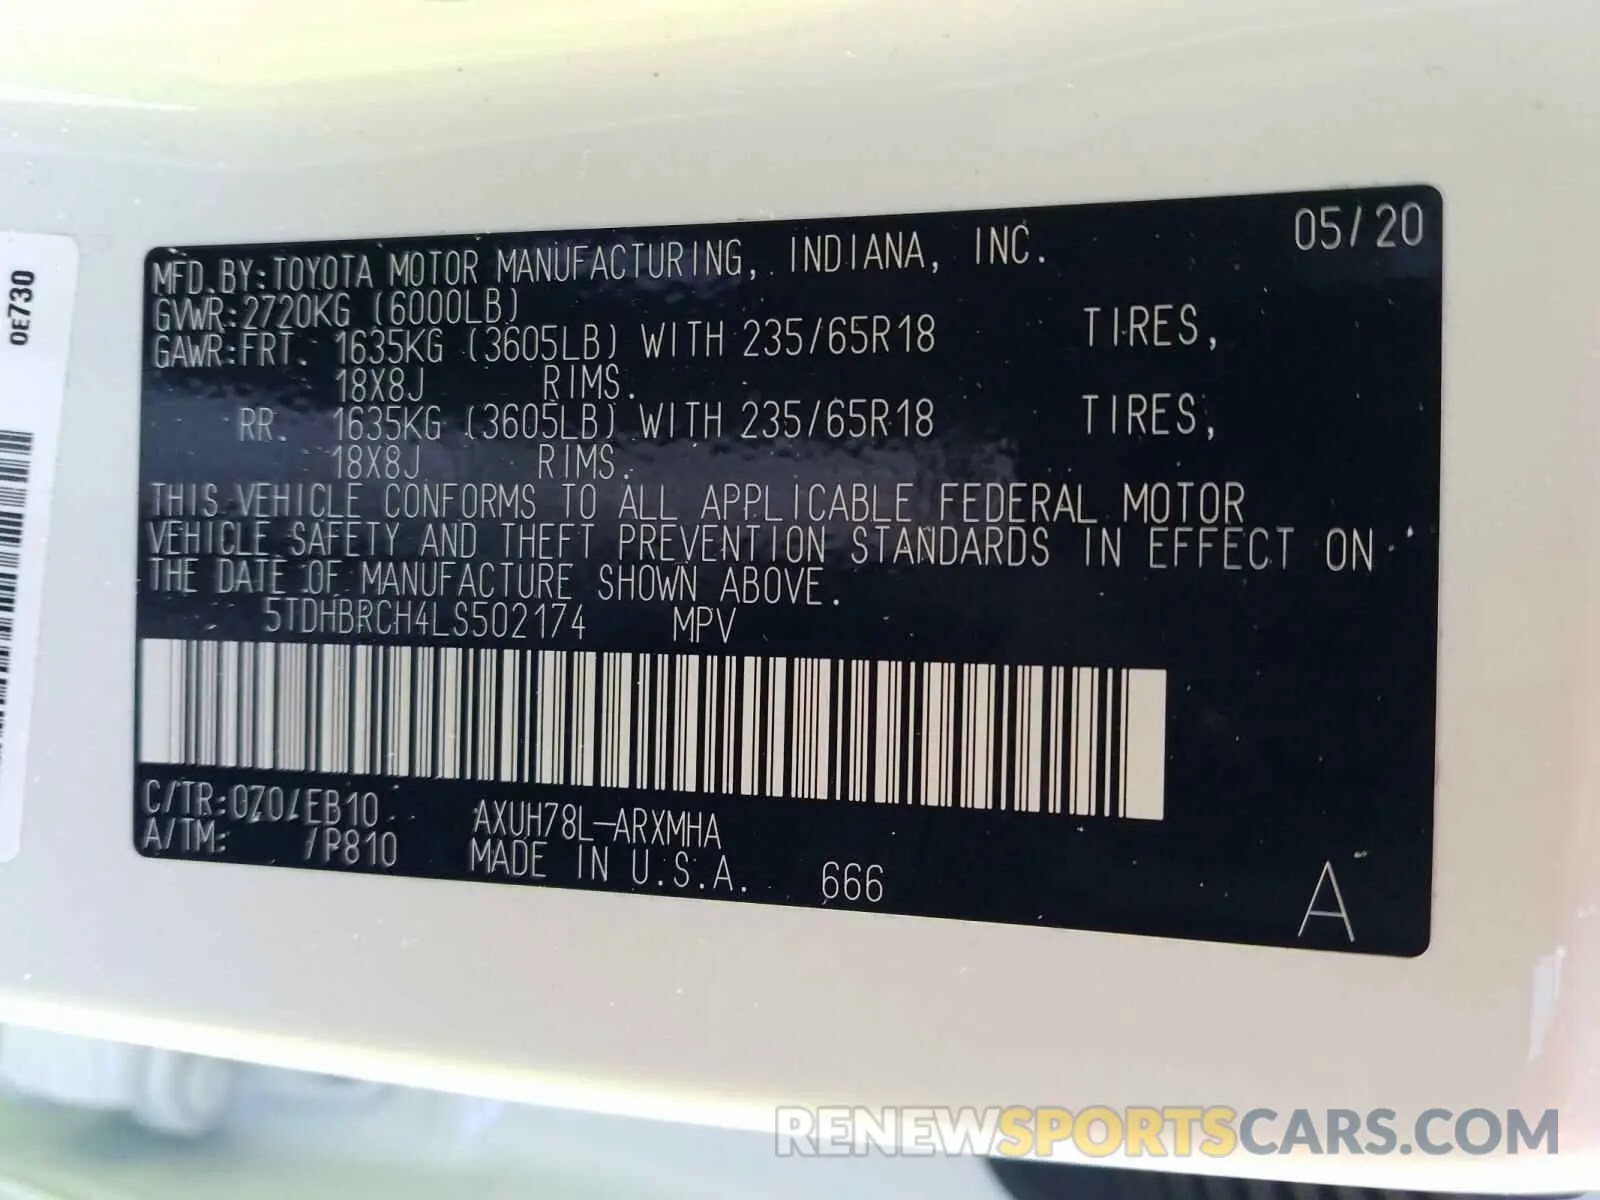 05/20
MFD.BY:TOYOTA MOTOR MANUFACTURING, INDIANA, INC.
GVWR:2720KG (6000LB)
GAWR:FRT. 1635KG (3605LB) WITH 235/65R18 TIRES,
18X8J RIMS.
RR. 1635KG (3605LB) WITH 235/65R18 TIRES,
18X8J RIMS.
THIS VEHICLE CONFORMS TO ALL APPLICABLE FEDERAL MOTOR
VEHICLE SAFETY AND THEFT PREVENTION STANDARDS IN EFFECT ON
THE DATE OF MANUFACTURE SHOWN ABOVE.
5TDHBRCH4LS502174 MPV
C/TR:070/EB10 AXUH78L-ARXMHA
A/TM: /P810 MADE IN U.S.A. 666
A
OE730
RENEWSPORTSCARS.COM